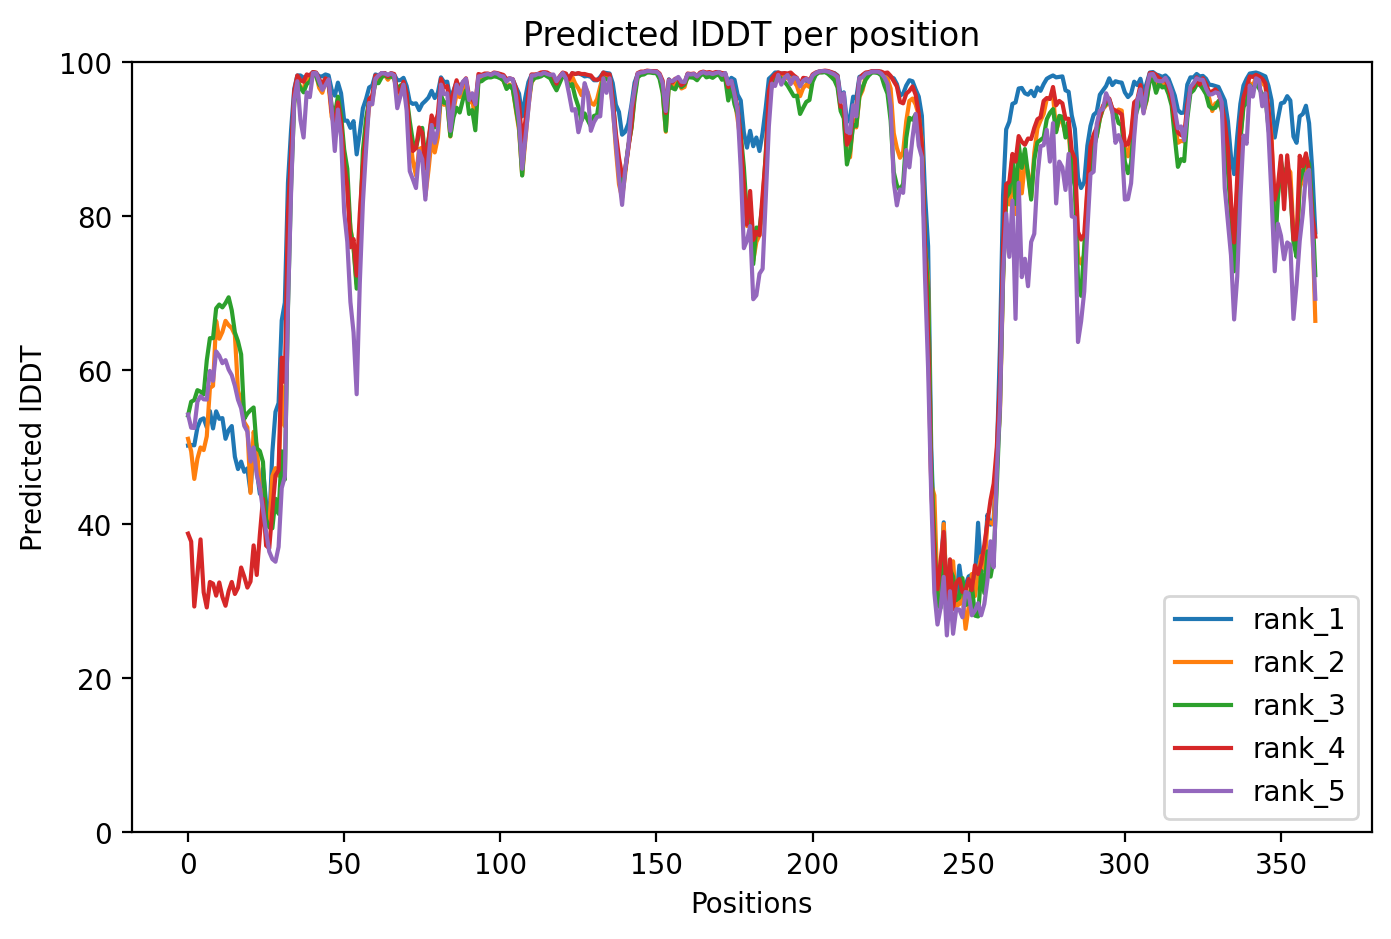 Predicted lDDT per position
100
80
60
40
20
0
Predicted lDDT
0 50 100 150 200 250 300 350
Positions
rank_1
rank_2
rank_3
rank_4
rank_5